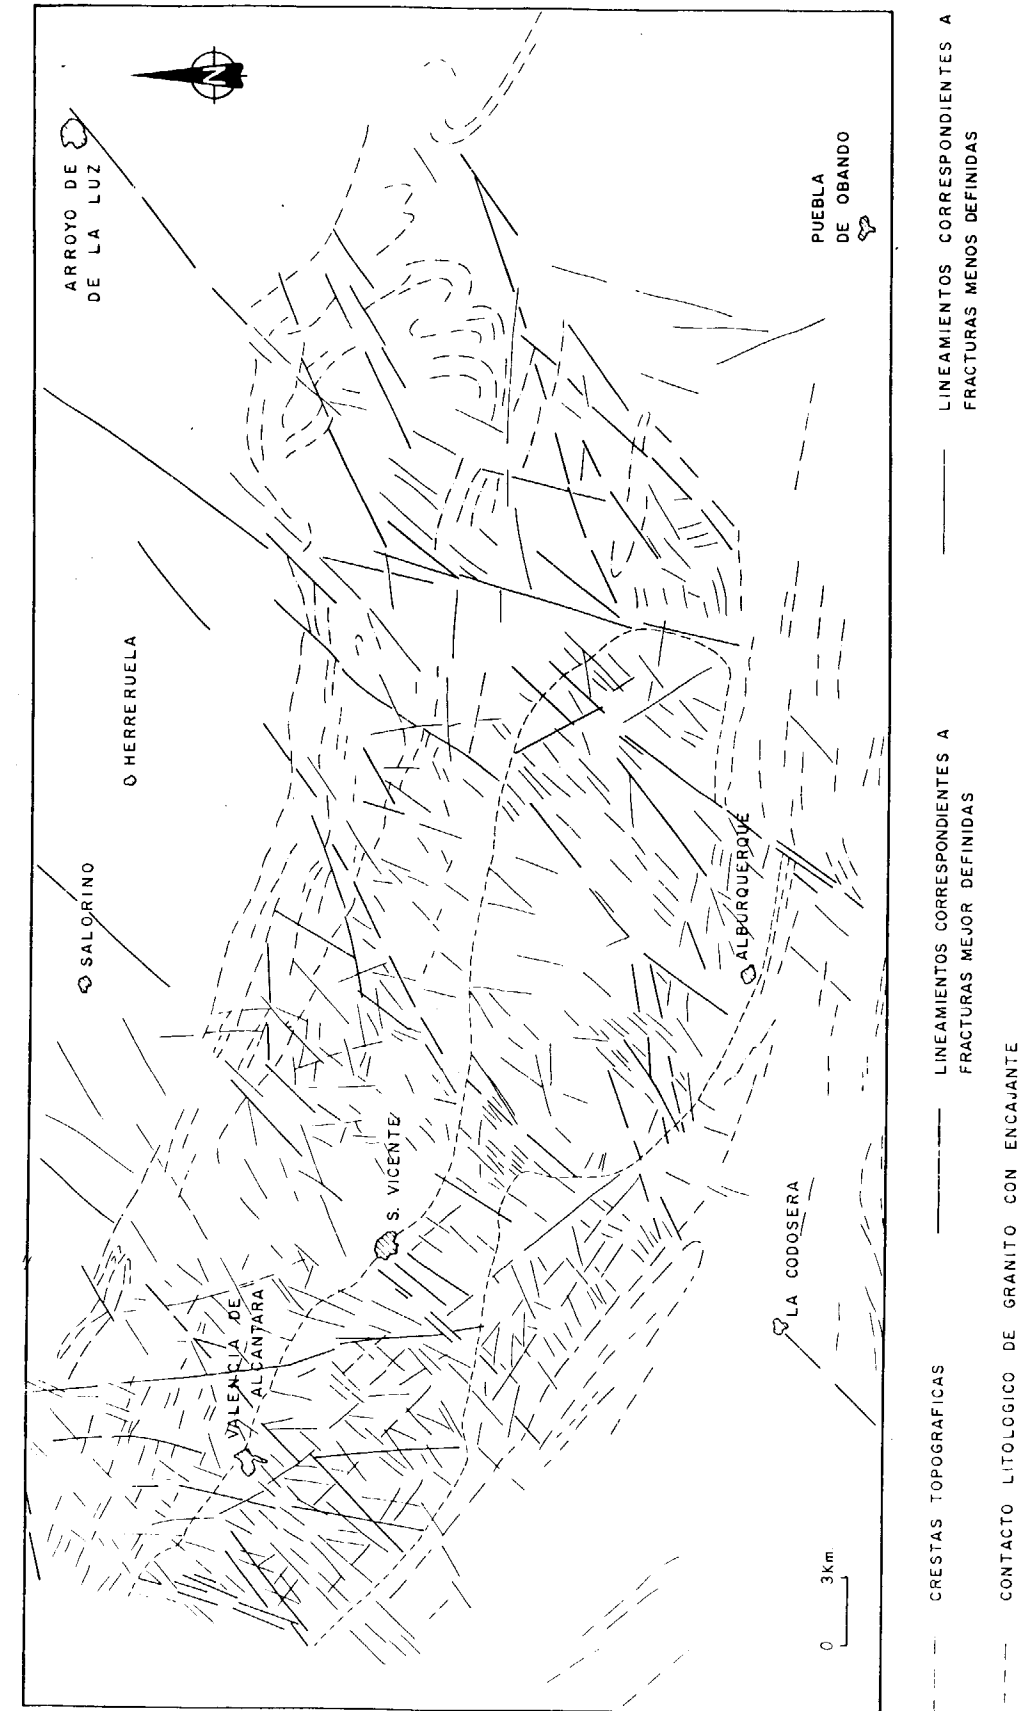 N
ARROYO DE
DE LA LUZ
PUEBLA
DE OBANDO
HERRERUELA
SALORINO
ALBURQUERQUE
S. VICENTE
VALENCIA DE
ALCANTARA
LA CODOSERA
0 3Km.
CRESTAS TOPOGRAFICAS
LINEAMIENTOS CORRESPONDIENTES A
FRACTURAS MEJOR DEFINIDAS
LINEAMIENTOS CORRESPONDIENTES A
FRACTURAS MENOS DEFINIDAS
CONTACTO LITOLOGICO DE GRANITO CON ENCAJANTE